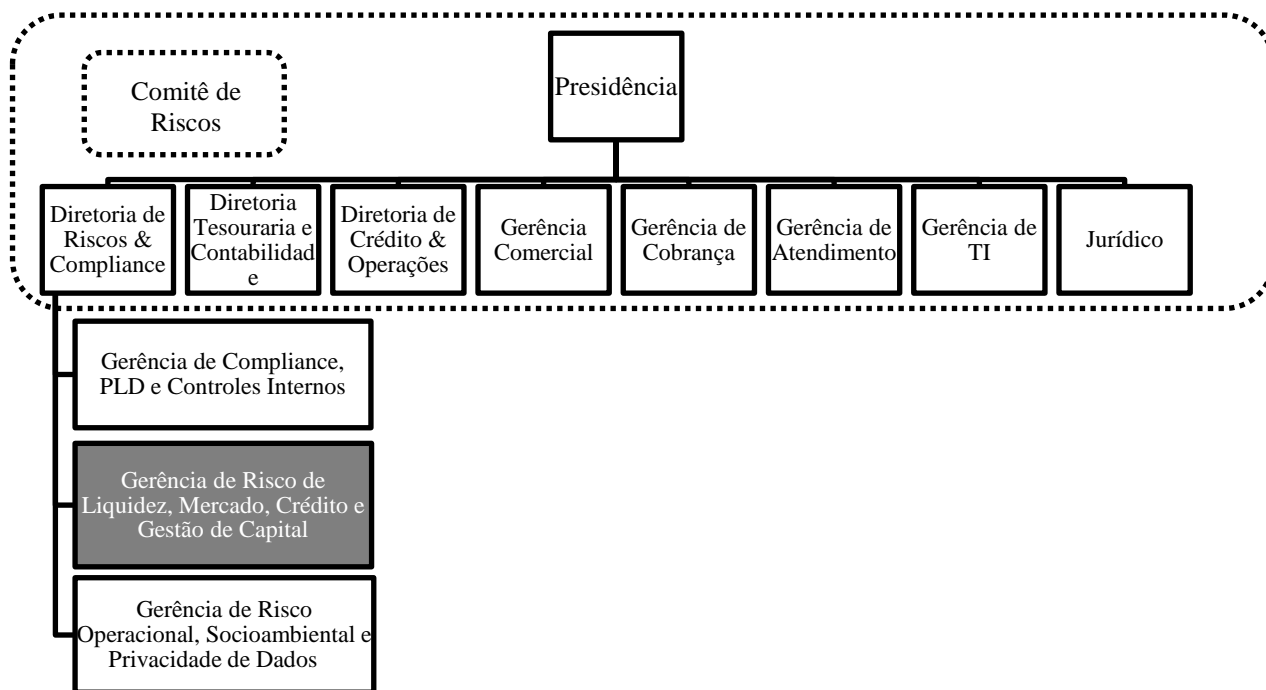 Comitê de
Riscos
Presidência
Diretoria de
Riscos &
Compliance
Diretoria
Tesouraria e
Contabilidad
e
Diretoria de
Crédito &
Operações
Gerência
Comercial
Gerência de
Cobrança
Gerência de
Atendimento
Gerência de
TI
Jurídico
Gerência de Compliance,
PLD e Controles Internos
Gerência de Risco de
Liquidez, Mercado, Crédito e
Gestão de Capital
Gerência de Risco
Operacional, Socioambiental e
Privacidade de Dados